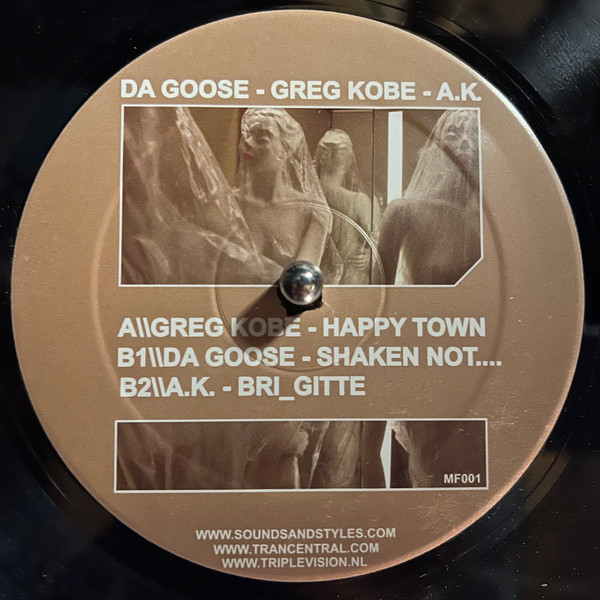 DA GOOSE - GREG KOBE - A.K.
A\\GREG KOBE - HAPPY TOWN
B1\\DA GOOSE - SHAKEN NOT....
B2\\A.K. - BRI_GITTE
MF001
WWW.SOUNDSANDSTYLES.COM
WWW.TRANCENTRAL.COM
WWW.TRIPLEVISION.NL